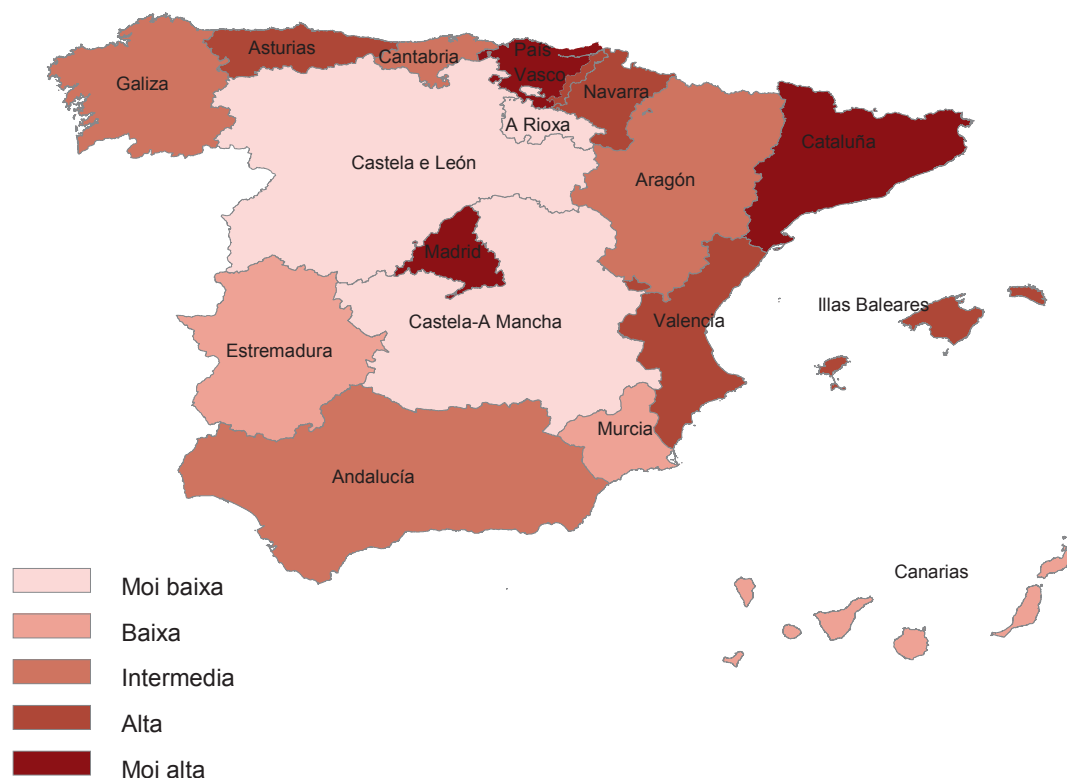 Asturias
Cantabria
País
Vasco
Galiza
Navarra
A Rioxa
Cataluña
Castela e León
Aragón
Madrid
Illas Baleares
Castela-A Mancha
Valencia
Estremadura
Murcia
Andalucía
Canarias
Moi baixa
Baixa
Intermedia
Alta
Moi alta